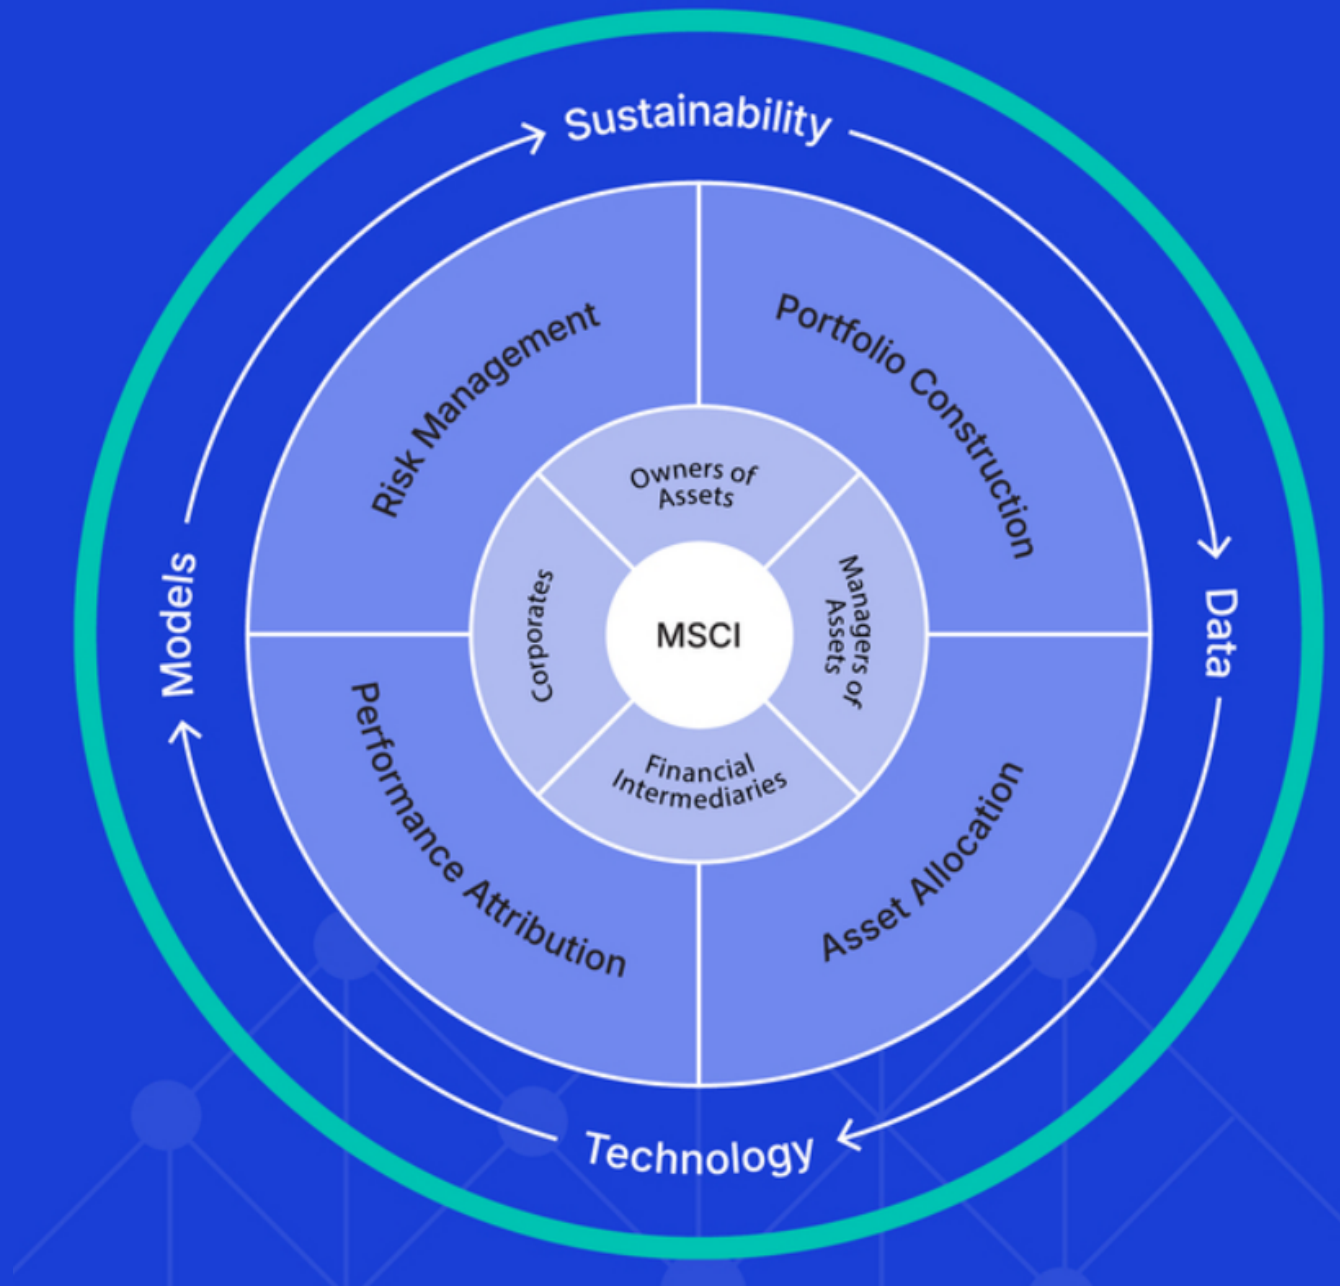 Sustainability
Risk Management
Portfolio Construction
Owners of
Assets
Models
Corporates
MSCI
Managers of
Assets
Data
Financial
Intermediaries
Performance Attribution
Asset Allocation
Technology